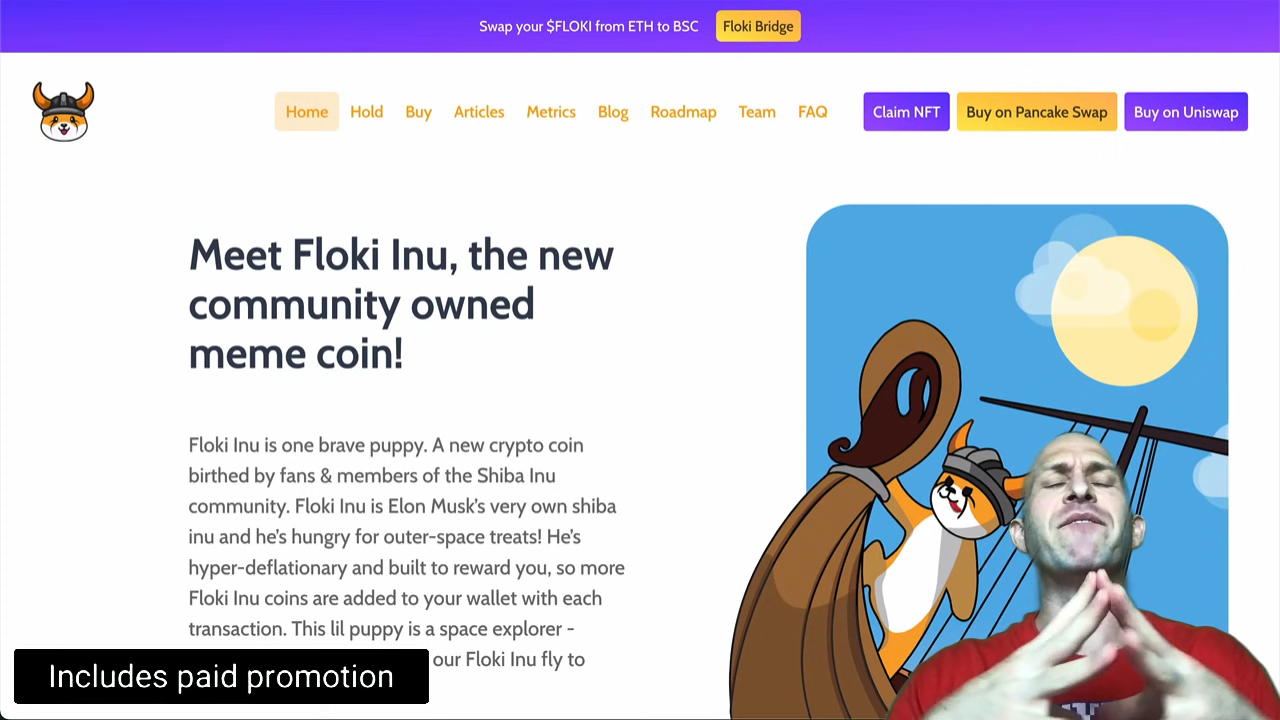 Swap your $FLOKI from ETH to BSC Floki Bridge
Home Hold Buy Articles Metrics Blog Roadmap Team FAQ Claim NFT Buy on Pancake Swap Buy on Uniswap
Meet Floki Inu, the new
community owned
meme coin!
Floki Inu is one brave puppy. A new crypto coin
birthed by fans & members of the Shiba Inu
community. Floki Inu is Elon Musk's very own shiba
inu and he's hungry for outer-space treats! He's
hyper-deflationary and built to reward you, so more
Floki Inu coins are added to your wallet with each
transaction. This lil puppy is a space explorer -
our Floki Inu fly to
Includes paid promotion